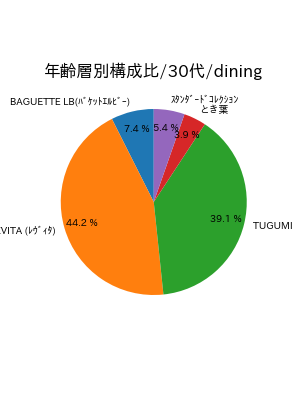 年齢層別構成比/30代/dining
BAGUETTE LB(ﾊﾞｹｯﾄｴﾙﾋﾞｰ)
ｽﾀﾝﾀﾞｰﾄﾞｺﾚｸｼｮﾝ
とき葉
7.4 %
5.4 %
3.9 %
44.2 %
39.1 %
EVITA (ﾚｳﾞｨﾀ)
TUGUMI